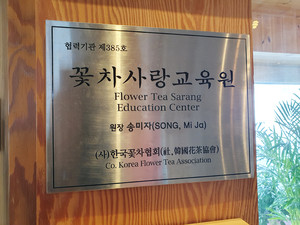 협력기관 제385호
꽃차사랑교육원
Flower Tea Sarang
Education Center
원장 송미자(SONG, Mi Ja)
(사)한국꽃차협회(社, 韓國花茶協會)
Co. Korea Flower Tea Association